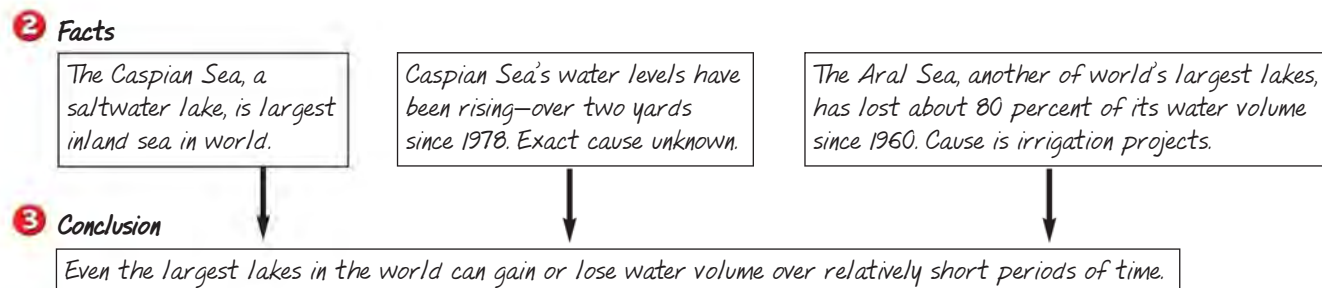 2 Facts
The Caspian Sea, a
saltwater lake, is largest
inland sea in world.
Caspian Sea's water levels have
been rising—over two yards
since 1978. Exact cause unknown.
The Aral Sea, another of world's largest lakes,
has lost about 80 percent of its water volume
since 1960. Cause is irrigation projects.
3 Conclusion
Even the largest lakes in the world can gain or lose water volume over relatively short periods of time.